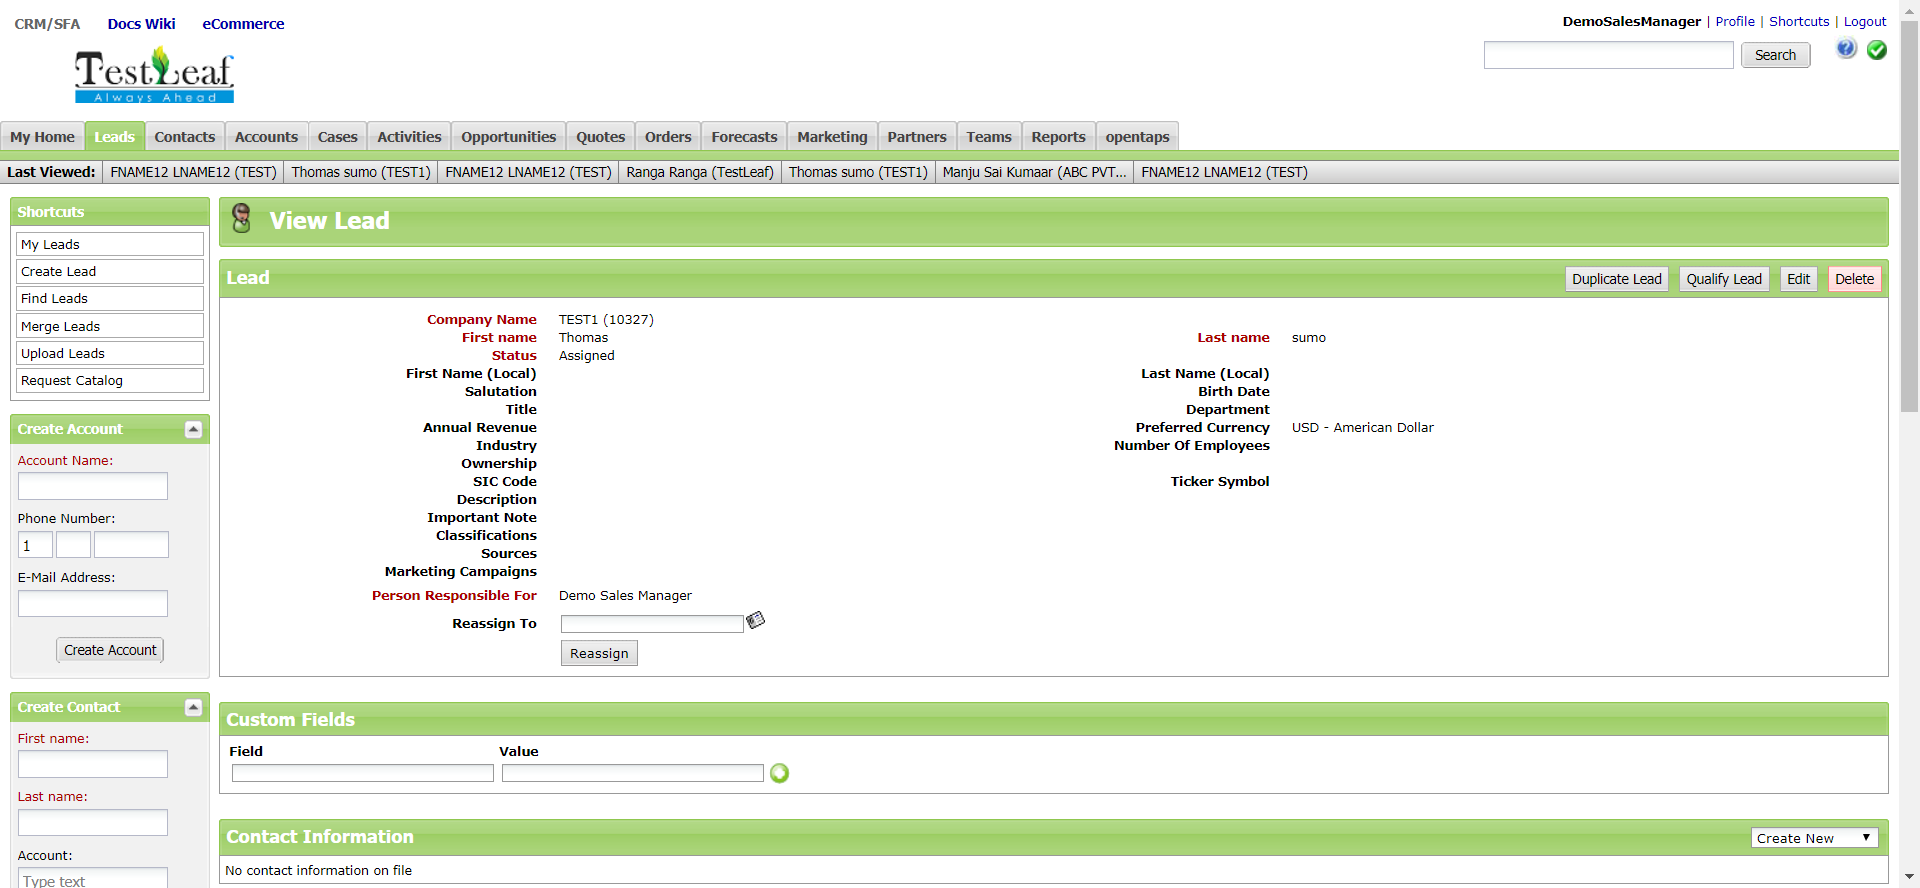 CRM/SFA Docs Wiki eCommerce
DemoSalesManager | Profile | Shortcuts | Logout
TestLeaf
Always Ahead
Search
My Home Leads Contacts Accounts Cases Activities Opportunities Quotes Orders Forecasts Marketing Partners Teams Reports opentaps
Last Viewed: FNAME12 LNAME12 (TEST) Thomas sumo (TEST1) FNAME12 LNAME12 (TEST) Ranga Ranga (TestLeaf) Thomas sumo (TEST1) Manju Sai Kumaar (ABC PVT... FNAME12 LNAME12 (TEST)
Shortcuts
My Leads
Create Lead
Find Leads
Merge Leads
Upload Leads
Request Catalog
Create Account
Account Name:
Phone Number:
1
E-Mail Address:
Create Account
Create Contact
First name:
Last name:
Account:
Type text
View Lead
Lead
Duplicate Lead Qualify Lead Edit Delete
Company Name TEST1 (10327)
First name Thomas Last name sumo
Status Assigned
First Name (Local) Last Name (Local)
Salutation Birth Date
Title Department
Annual Revenue Preferred Currency USD - American Dollar
Industry Number Of Employees
Ownership
SIC Code Ticker Symbol
Description
Important Note
Classifications
Sources
Marketing Campaigns
Person Responsible For Demo Sales Manager
Reassign To
Reassign
Custom Fields
Field Value
Contact Information
Create New
No contact information on file